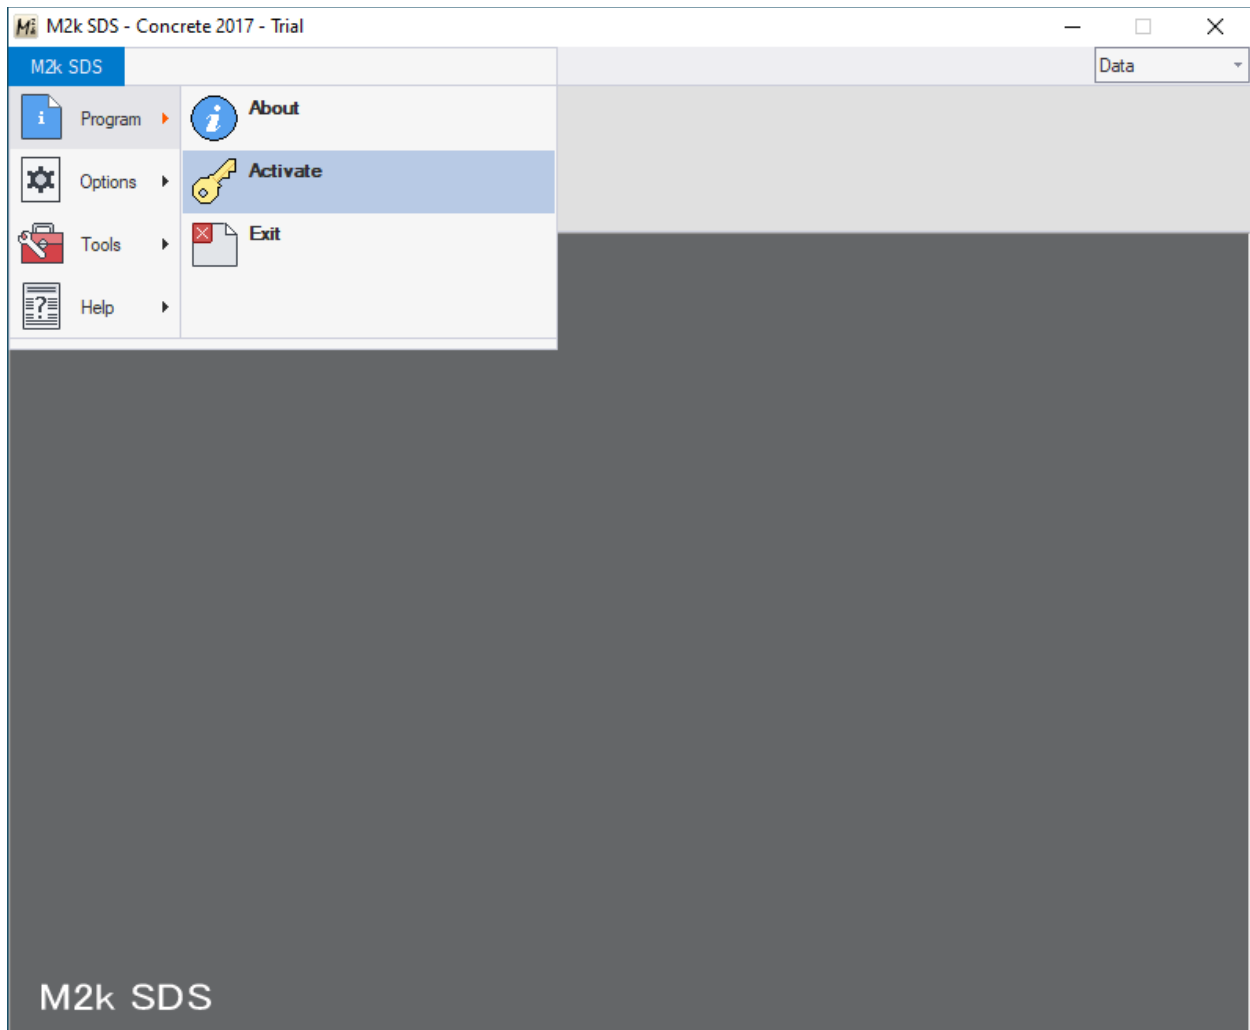 M2k SDS - Concrete 2017 - Trial
M2k SDS
Data
Program
About
Options
Activate
Tools
Exit
Help
M2k SDS